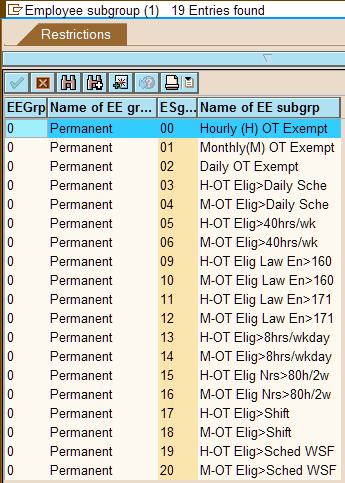 Employee subgroup (1)   19 Entries found
Restrictions
EEGrp Name of EE gr... ESg... Name of EE subgrp
0 Permanent 00 Hourly (H) OT Exempt
0 Permanent 01 Monthly(M) OT Exempt
0 Permanent 02 Daily OT Exempt
0 Permanent 03 H-OT Elig>Daily Sche
0 Permanent 04 M-OT Elig>Daily Sche
0 Permanent 05 H-OT Elig>40hrs/wk
0 Permanent 06 M-OT Elig>40hrs/wk
0 Permanent 09 H-OT Elig Law En>160
0 Permanent 10 M-OT Elig Law En>160
0 Permanent 11 H-OT Elig Law En>171
0 Permanent 12 M-OT Elig Law En>171
0 Permanent 13 H-OT Elig>8hrs/wkday
0 Permanent 14 M-OT Elig>8hrs/wkday
0 Permanent 15 H-OT Elig Nrs>80h/2w
0 Permanent 16 M-OT Elig Nrs>80h/2w
0 Permanent 17 H-OT Elig>Shift
0 Permanent 18 M-OT Elig>Shift
0 Permanent 19 H-OT Elig>Sched WSF
0 Permanent 20 M-OT Elig>Sched WSF